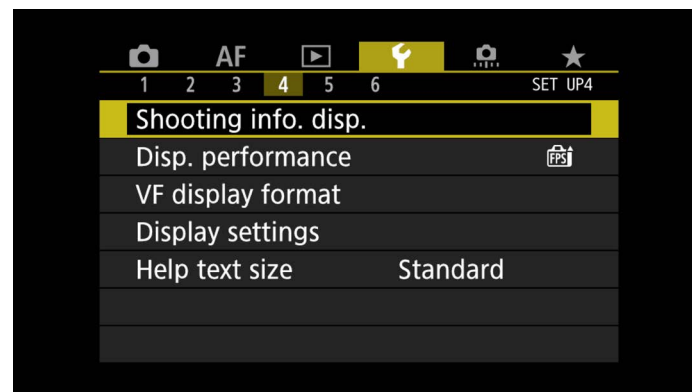 AF
1 2 3 4 5 6 SET UP4
Shooting info. disp.
Disp. performance FPS
VF display format
Display settings
Help text size Standard